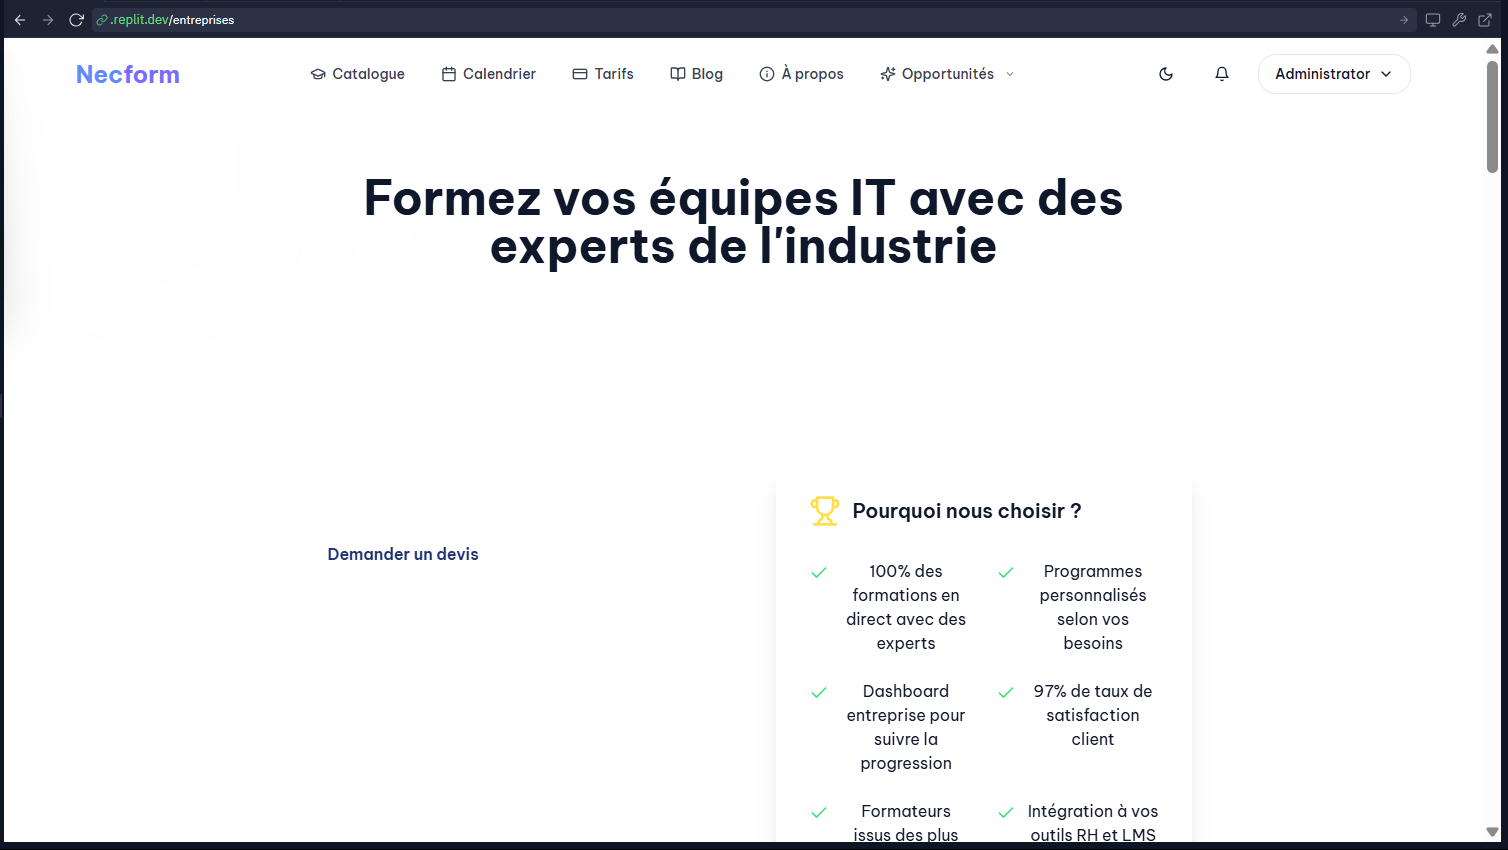 .replit.dev/entreprises
Necform
Catalogue
Calendrier
Tarifs
Blog
À propos
Opportunités
Administrator
Formez vos équipes IT avec des
experts de l'industrie
Demander un devis
Pourquoi nous choisir ?
100% des
formations en
direct avec des
experts
Programmes
personnalisés
selon vos
besoins
Dashboard
entreprise pour
suivre la
progression
97% de taux de
satisfaction
client
Formateurs
issus des plus
Intégration à vos
outils RH et LMS